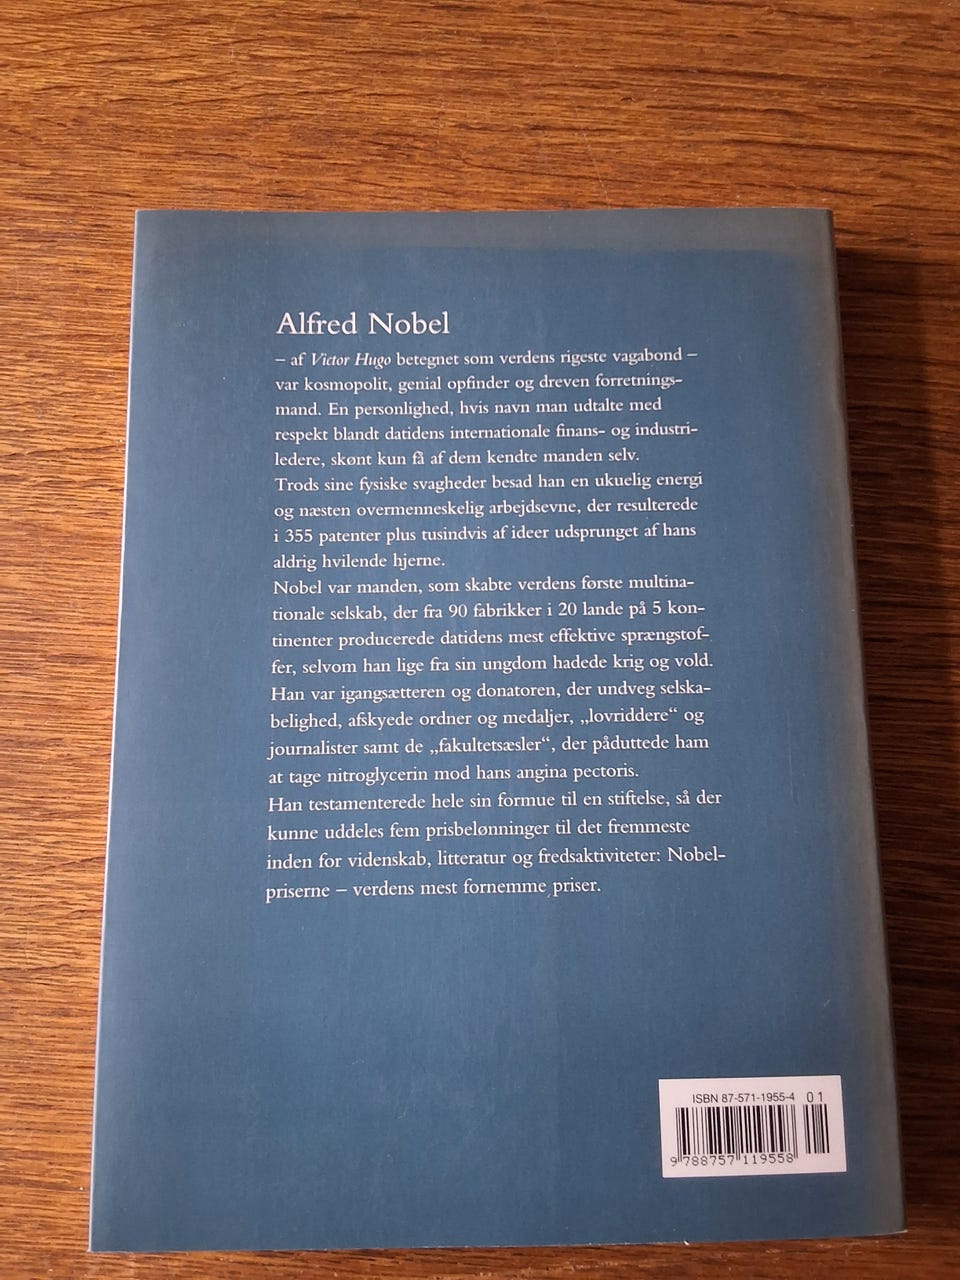 Alfred Nobel
– af Victor Hugo betegnet som verdens rigeste vagabond –
var kosmopolit, genial opfinder og dreven forretnings-
mand. En personlighed, hvis navn man udtalte med
respekt blandt datidens internationale finans- og industri-
ledere, skønt kun få af dem kendte manden selv.
Trods sine fysiske svagheder besad han en ukuelig energi
og næsten overmenneskelig arbejdsevne, der resulterede
i 355 patenter plus tusindvis af ideer udsprunget af hans
aldrig hvilende hjerne.
Nobel var manden, som skabte verdens første multina-
tionale selskab, der fra 90 fabrikker i 20 lande på 5 kon-
tinenter producerede datidens mest effektive sprængstof-
fer, selvom han lige fra sin ungdom hadede krig og vold.
Han var igangsætteren og donatoren, der undveg selska-
belighed, afskyede ordner og medaljer, „lovriddere“ og
journalister samt de „fakultetsæsler“, der påduttede ham
at tage nitroglycerin mod hans angina pectoris.
Han testamenterede hele sin formue til en stiftelse, så der
kunne uddeles fem prisbelønninger til det fremmeste
inden for videnskab, litteratur og fredsaktiviteter: Nobel-
priserne – verdens mest fornemme priser.
ISBN 87-571-1955-4 01
9 788757 119558